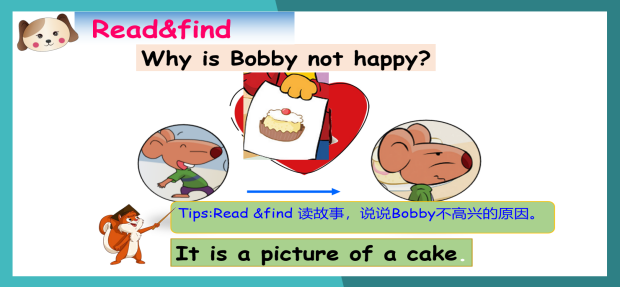 Read&find
Why is Bobby not happy?
Tips:Read &find 读故事，说说Bobby不高兴的原因。
It is a picture of a cake.